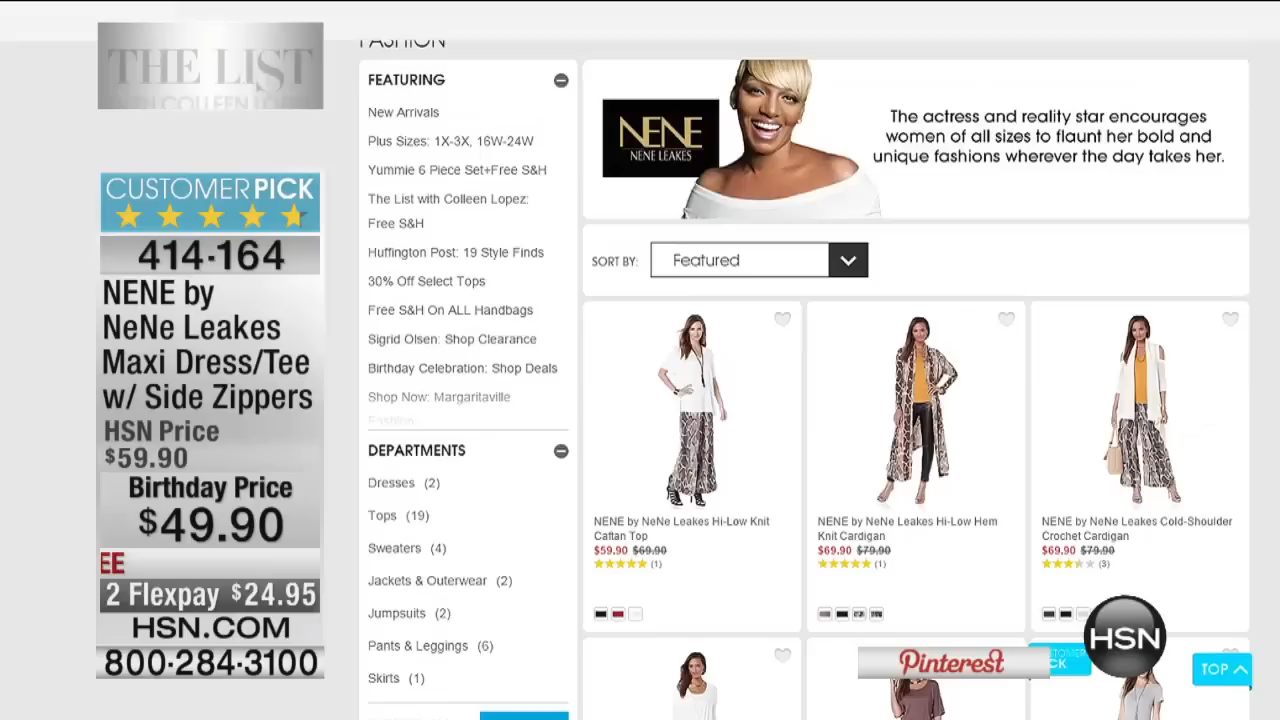 THE LIST
CUSTOMER PICK
414-164
NENE by
NeNe Leakes
Maxi Dress/Tee
w/ Side Zippers
HSN Price
$59.90
Birthday Price
$49.90
EE
2 Flexpay $24.95
HSN.COM
800-284-3100
FASHION
FEATURING
New Arrivals
Plus Sizes: 1X-3X, 16W-24W
Yummie 6 Piece Set+Free S&H
The List with Colleen Lopez:
Free S&H
Huffington Post: 19 Style Finds
30% Off Select Tops
Free S&H On ALL Handbags
Sigrid Olsen: Shop Clearance
Birthday Celebration: Shop Deals
Shop Now: Margaritaville
Fashion
DEPARTMENTS
Dresses (2)
Tops (19)
Sweaters (4)
Jackets & Outerwear (2)
Jumpsuits (2)
Pants & Leggings (6)
Skirts (1)
NENE
NENE LEAKES
The actress and reality star encourages
women of all sizes to flaunt her bold and
unique fashions wherever the day takes her.
SORT BY: Featured
NENE by NeNe Leakes Hi-Low Knit
Caftan Top
$59.90 $69.90
(1)
NENE by NeNe Leakes Hi-Low Hem
Knit Cardigan
$69.90 $79.90
(1)
NENE by NeNe Leakes Cold-Shoulder
Crochet Cardigan
$69.90 $79.90
(3)
HSN
Pinterest
TOP